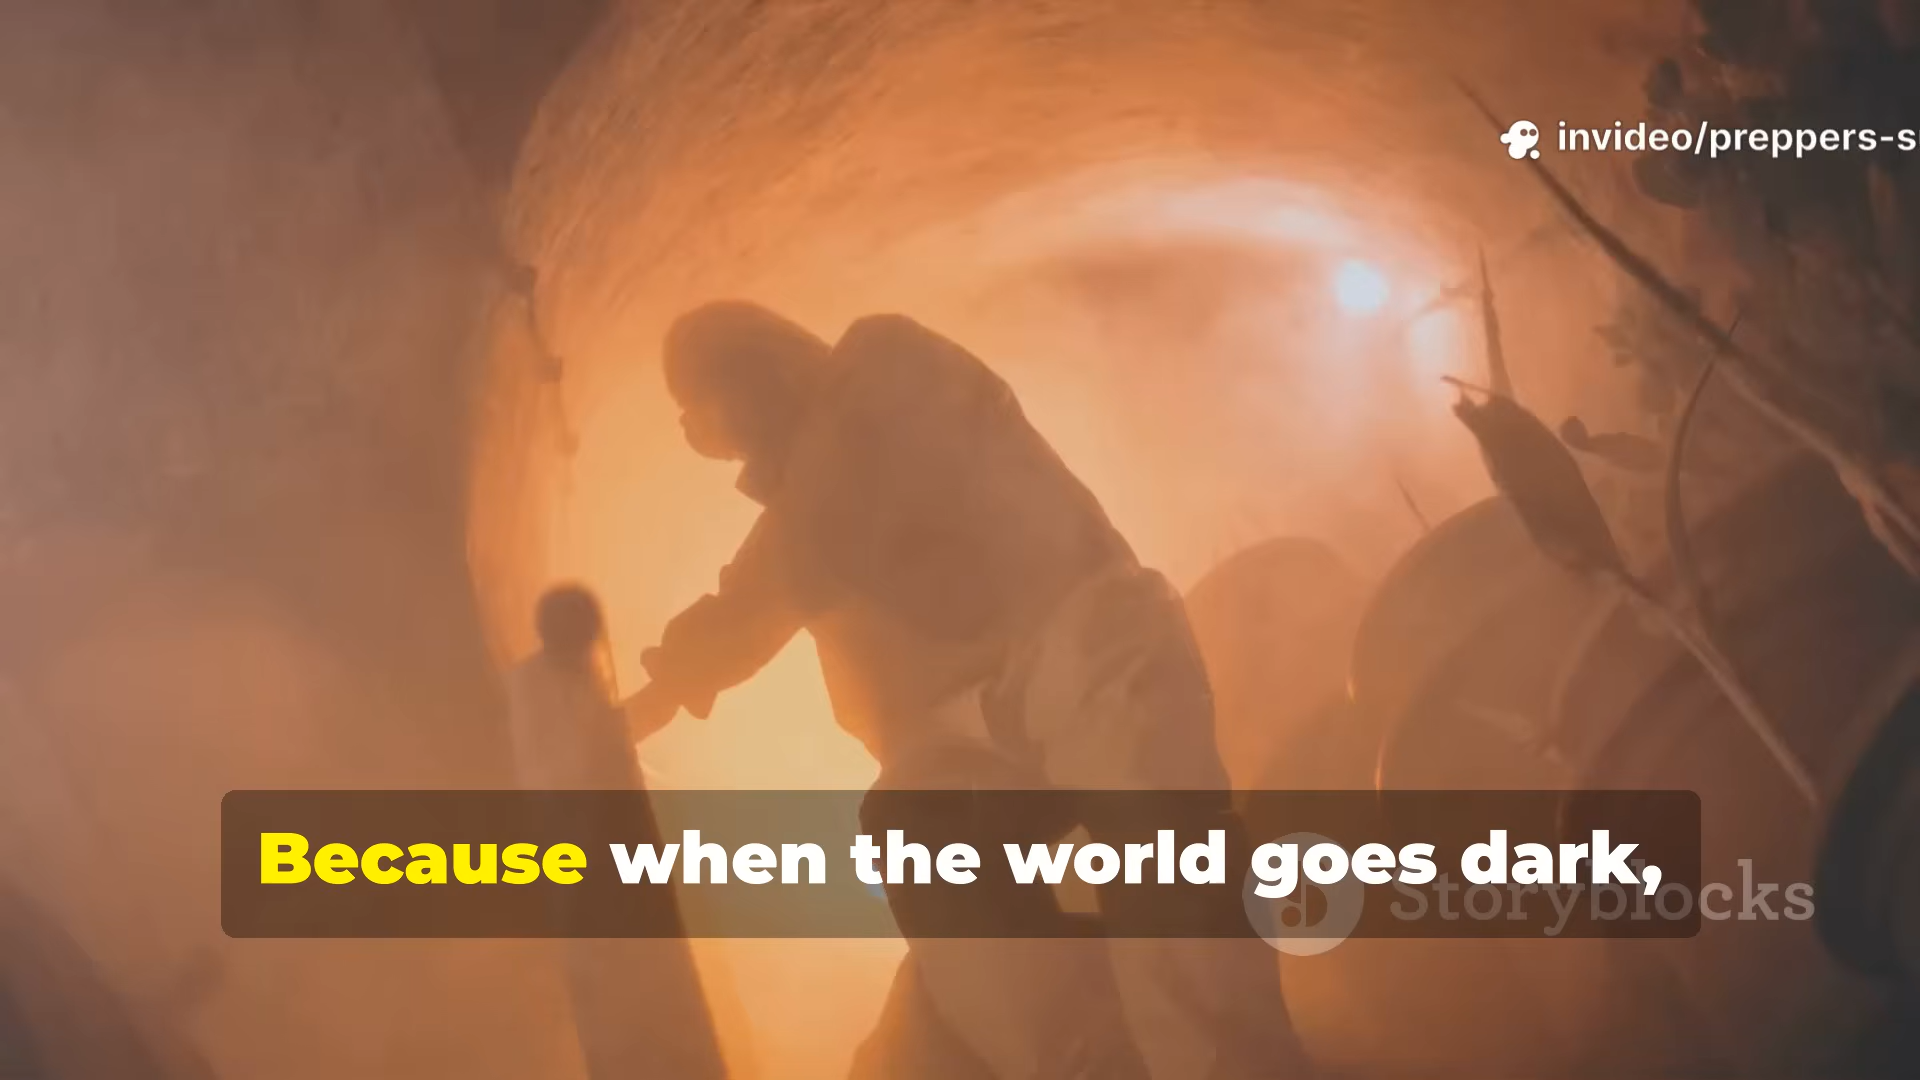 invideo/preppers-s
Because when the world goes dark,
Storyblocks